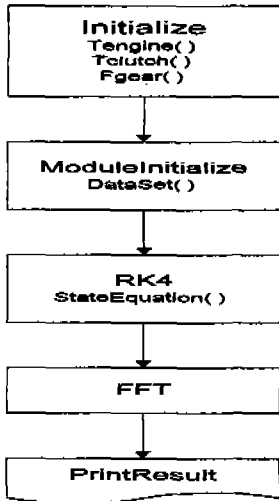 Initialize
Tengine( )
Tclutch( )
Fgear( )
ModuleInitialize
DataSet( )
RK4
StateEquation( )
FFT
PrintResult